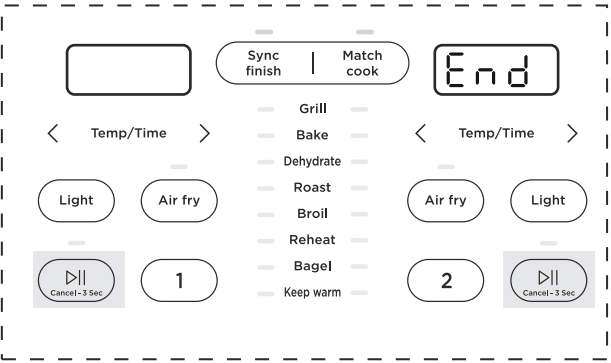 Sync finish
Match cook
End
Grill
< Temp/Time >
Bake
< Temp/Time >
Dehydrate
Roast
Light
Air fry
Broil
Air fry
Light
Reheat
Bagel
Cancel-3 Sec
1
Keep warm
2
Cancel-3 Sec